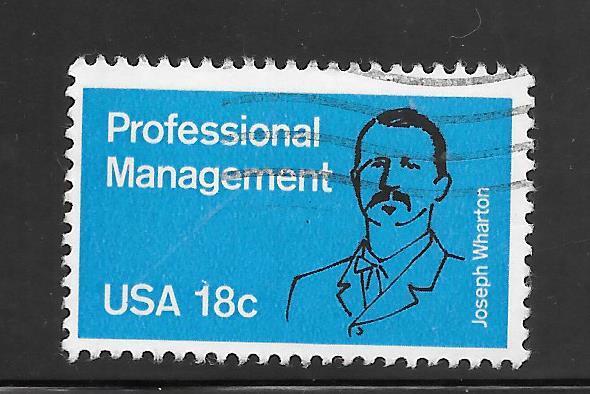 Professional
Management
USA 18c
Joseph Wharton